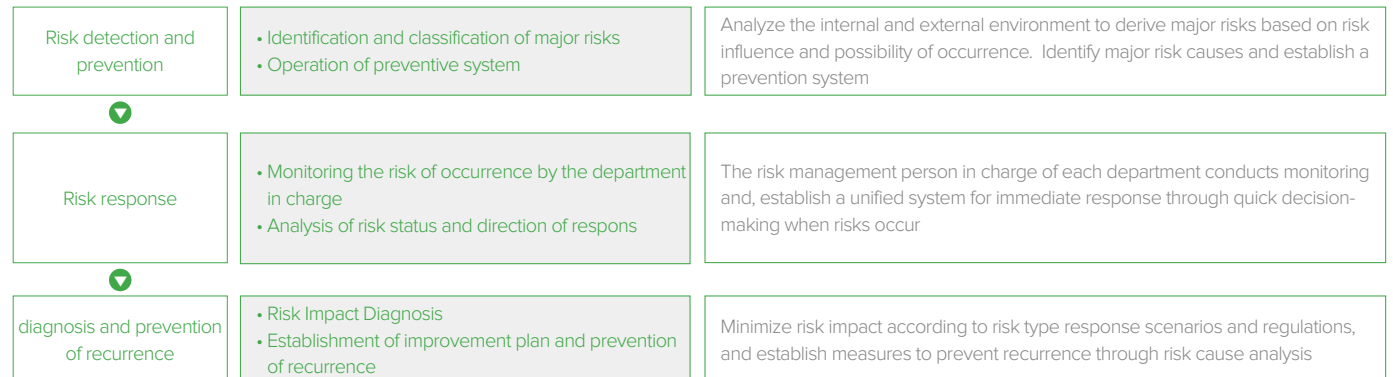 Risk detection and
prevention
• Identification and classification of major risks
• Operation of preventive system
Analyze the internal and external environment to derive major risks based on risk
influence and possibility of occurrence.  Identify major risk causes and establish a
prevention system
Risk response
• Monitoring the risk of occurrence by the department
in charge
• Analysis of risk status and direction of respons
The risk management person in charge of each department conducts monitoring
and, establish a unified system for immediate response through quick decision-
making when risks occur
diagnosis and prevention
of recurrence
• Risk Impact Diagnosis
• Establishment of improvement plan and prevention
of recurrence
Minimize risk impact according to risk type response scenarios and regulations,
and establish measures to prevent recurrence through risk cause analysis